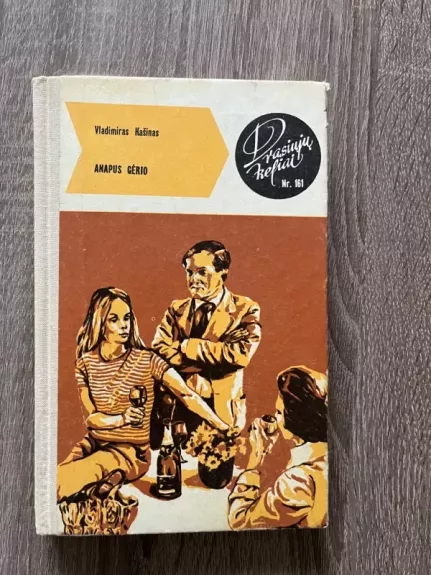 Vladimiras Kašinas
ANAPUS GĖRIO
Drąsiųjų
keliai
Nr. 161